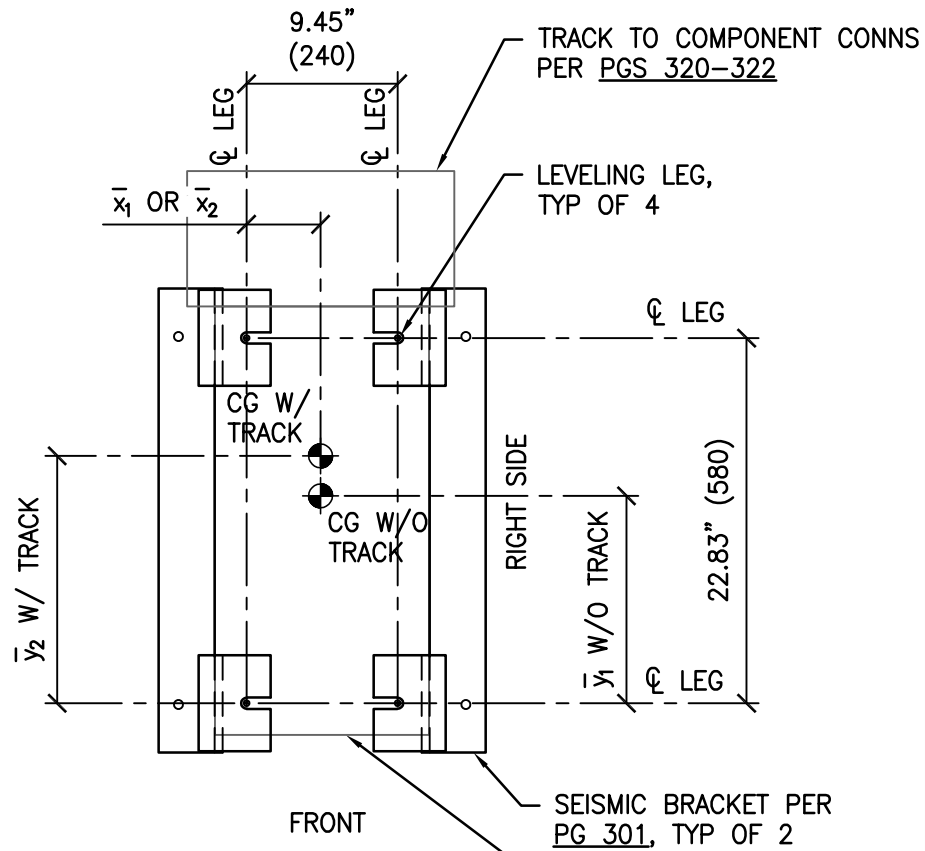 9.45"
(240)
TRACK TO COMPONENT CONNS
PER PGS 320-322
℄ LEG
℄ LEG
LEVELING LEG,
TYP OF 4
x̅₁ OR x̅₂
℄ LEG
CG W/
TRACK
CG W/O
TRACK
RIGHT SIDE
22.83" (580)
y̅₂ W/ TRACK
y̅₁ W/O TRACK
℄ LEG
FRONT
SEISMIC BRACKET PER
PG 301, TYP OF 2